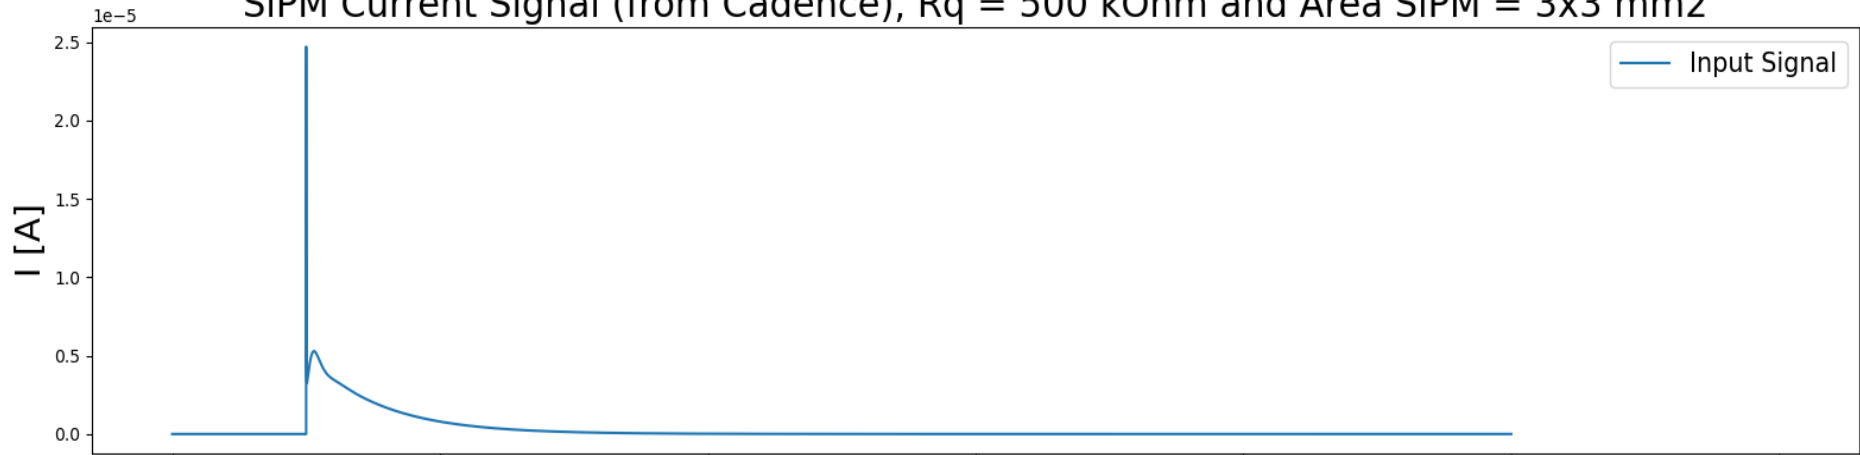 SiPM Current Signal (from Cadence), Rq = 500 kOhm and Area SiPM = 3x3 mm2
1e−5
2.5
Input Signal
2.0
1.5
I [A]
1.0
0.5
0.0